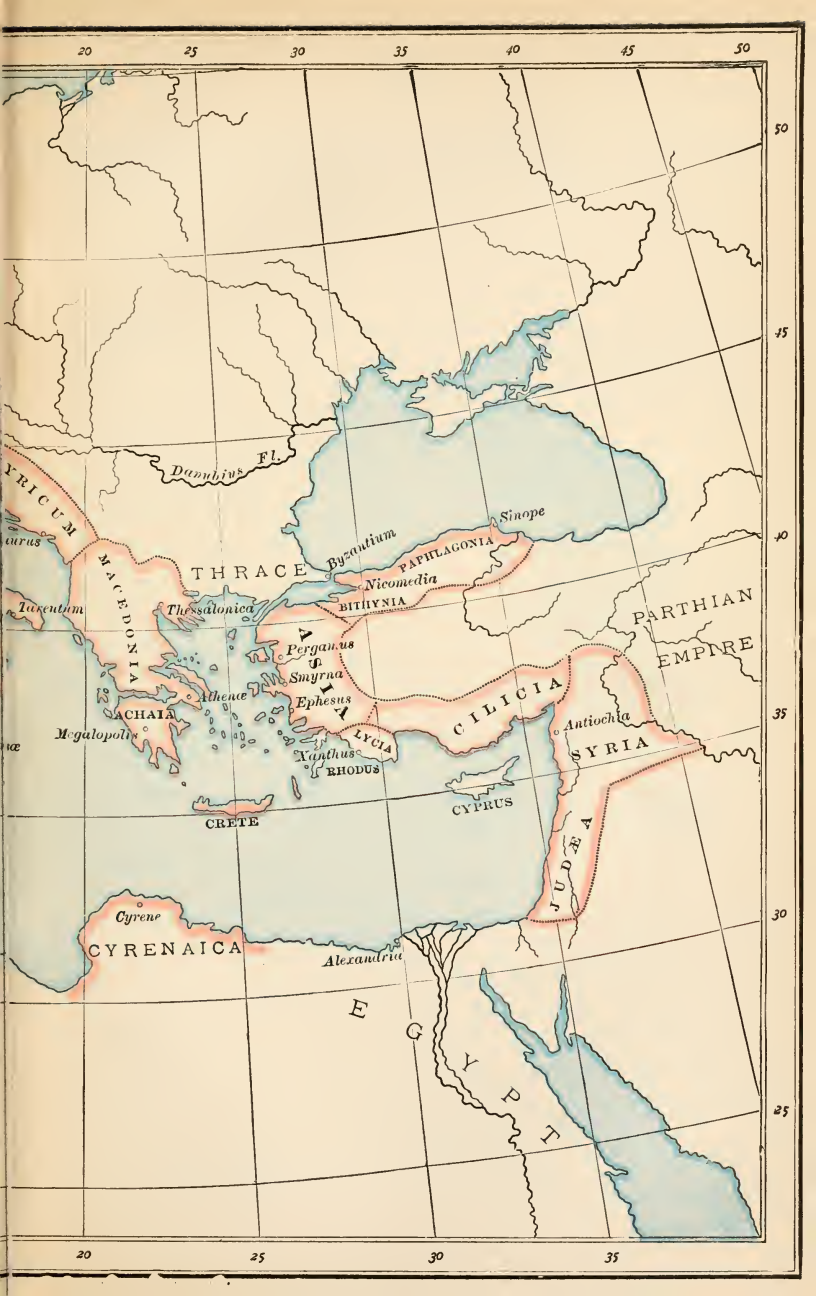 20 25 30 35 40 45 50
50
45
Danubius Fl.
YRICUM
aurus
Sinope
Byzantium
40
PAPHLAGONIA
THRACE
Nicomedia
MACEDONIA
BITHYNIA
Tarentum
Thessalonica
PARTHIAN
EMPIRE
ASIA
Pergamus
Smyrna
Athenæ
Ephesus
CILICIA
ACHAIA
Megalopolis
LYCIA
Antiochia
35
SYRIA
Xanthus
RHODUS
CYPRUS
CRETE
JUDÆA
30
Cyrene
CYRENAICA
Alexandria
EGYPT
25
20 25 30 35